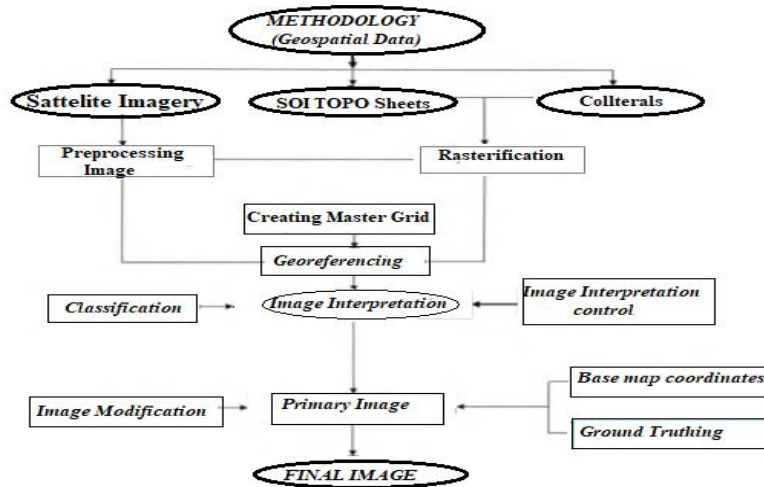 METHODOLOGY
(Geospatial Data)
Sattelite Imagery
SOI TOPO Sheets
Collterals
Preprocessing
Image
Rasterification
Creating Master Grid
Georeferencing
Classification
Image Interpretation
Image Interpretation
control
Base map coordinates
Image Modification
Primary Image
Ground Truthing
FINAL IMAGE